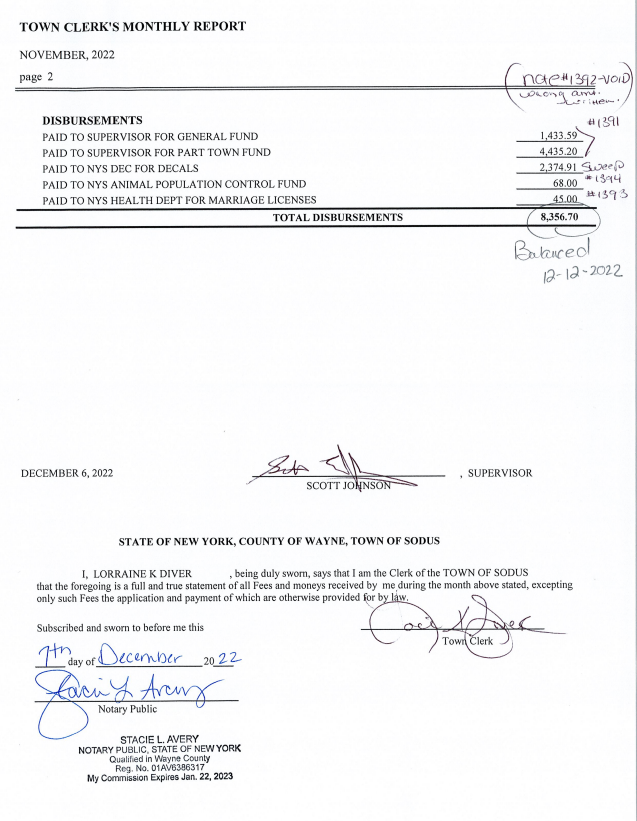 TOWN CLERK'S MONTHLY REPORT
NOVEMBER, 2022
page 2
note #1392-VOID
wrong amt.
written.
DISBURSEMENTS
#1391
PAID TO SUPERVISOR FOR GENERAL FUND 1,433.59
PAID TO SUPERVISOR FOR PART TOWN FUND 4,435.20
PAID TO NYS DEC FOR DECALS 2,374.91 Sweep
PAID TO NYS ANIMAL POPULATION CONTROL FUND 68.00 #1394
PAID TO NYS HEALTH DEPT FOR MARRIAGE LICENSES 45.00 #1393
TOTAL DISBURSEMENTS 8,356.70
Balanced
12-12-2022
DECEMBER 6, 2022 , SUPERVISOR
SCOTT JOHNSON
STATE OF NEW YORK, COUNTY OF WAYNE, TOWN OF SODUS
I, LORRAINE K DIVER , being duly sworn, says that I am the Clerk of the TOWN OF SODUS
that the foregoing is a full and true statement of all Fees and moneys received by me during the month above stated, excepting
only such Fees the application and payment of which are otherwise provided for by law.
Subscribed and sworn to before me this
Town Clerk
7th day of December 2022
Stacie L Avery
Notary Public
STACIE L. AVERY
NOTARY PUBLIC, STATE OF NEW YORK
Qualified in Wayne County
Reg. No. 01AV6386317
My Commission Expires Jan. 22, 2023